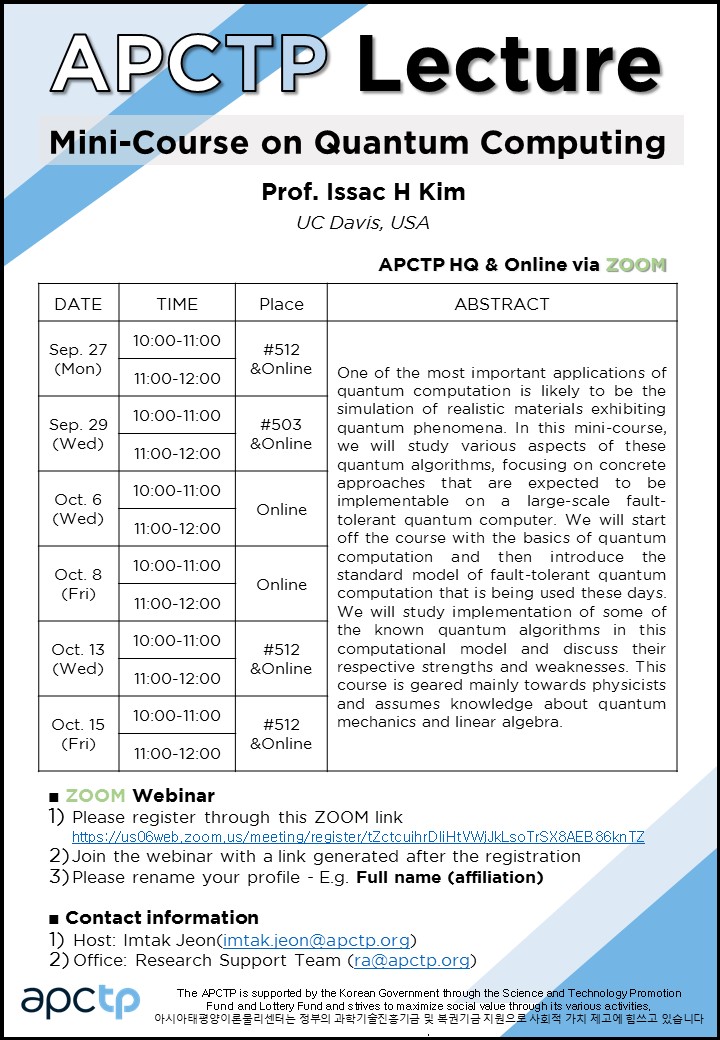 APCTP Lecture
Mini-Course on Quantum Computing
Prof. Issac H Kim
UC Davis, USA
APCTP HQ & Online via ZOOM
DATE TIME Place ABSTRACT
Sep. 27
(Mon)
10:00-11:00
11:00-12:00
#512
&Online
Sep. 29
(Wed)
10:00-11:00
11:00-12:00
#503
&Online
Oct. 6
(Wed)
10:00-11:00
11:00-12:00
Online
Oct. 8
(Fri)
10:00-11:00
11:00-12:00
Online
Oct. 13
(Wed)
10:00-11:00
11:00-12:00
#512
&Online
Oct. 15
(Fri)
10:00-11:00
11:00-12:00
#512
&Online
One of the most important applications of
quantum computation is likely to be the
simulation of realistic materials exhibiting
quantum phenomena. In this mini-course,
we will study various aspects of these
quantum algorithms, focusing on concrete
approaches that are expected to be
implementable on a large-scale fault-
tolerant quantum computer. We will start
off the course with the basics of quantum
computation and then introduce the
standard model of fault-tolerant quantum
computation that is being used these days.
We will study implementation of some of
the known quantum algorithms in this
computational model and discuss their
respective strengths and weaknesses. This
course is geared mainly towards physicists
and assumes knowledge about quantum
mechanics and linear algebra.
■ ZOOM Webinar
1) Please register through this ZOOM link
https://us06web.zoom.us/meeting/register/tZctcuihrDIiHtVWjJkLsoTrSX8AEB86knTZ
2) Join the webinar with a link generated after the registration
3) Please rename your profile - E.g. Full name (affiliation)
■ Contact information
1) Host: Imtak Jeon(imtak.jeon@apctp.org)
2) Office: Research Support Team (ra@apctp.org)
apctp
The APCTP is supported by the Korean Government through the Science and Technology Promotion
Fund and Lottery Fund and strives to maximize social value through its various activities,
아시아태평양이론물리센터는 정부의 과학기술진흥기금 및 복권기금 지원으로 사회적 가치 제고에 힘쓰고 있습니다
.